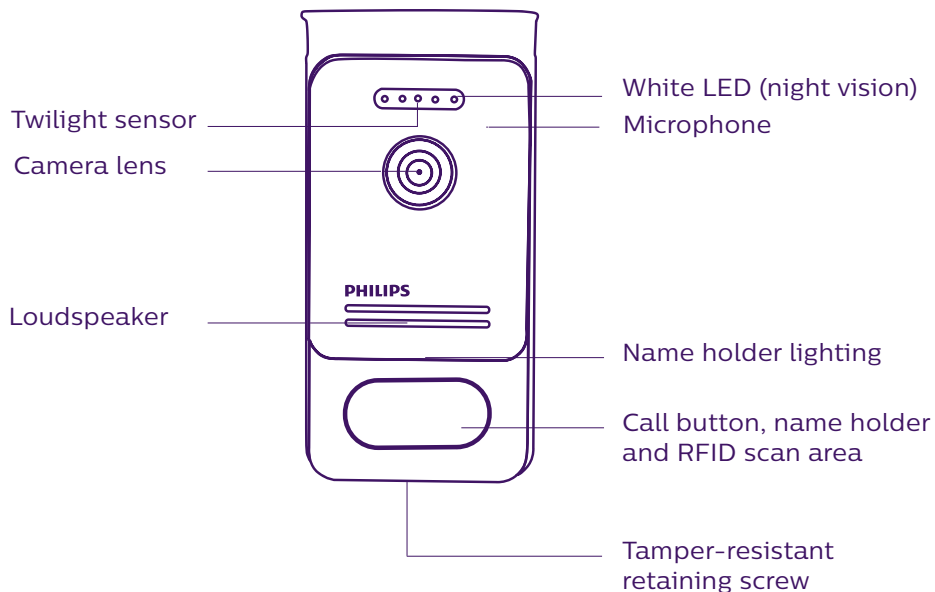 White LED (night vision)
Twilight sensor
Microphone
Camera lens
PHILIPS
Loudspeaker
Name holder lighting
Call button, name holder
and RFID scan area
Tamper-resistant
retaining screw